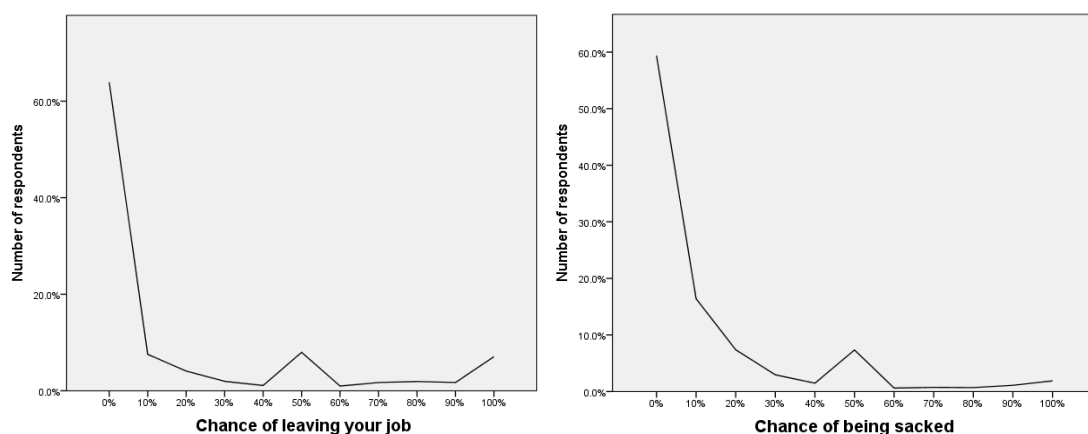 Number of respondents
60.0%
40.0%
20.0%
0.0%
0% 10% 20% 30% 40% 50% 60% 70% 80% 90% 100%
Chance of leaving your job
Number of respondents
60.0%
50.0%
40.0%
30.0%
20.0%
10.0%
0.0%
0% 10% 20% 30% 40% 50% 60% 70% 80% 90% 100%
Chance of being sacked